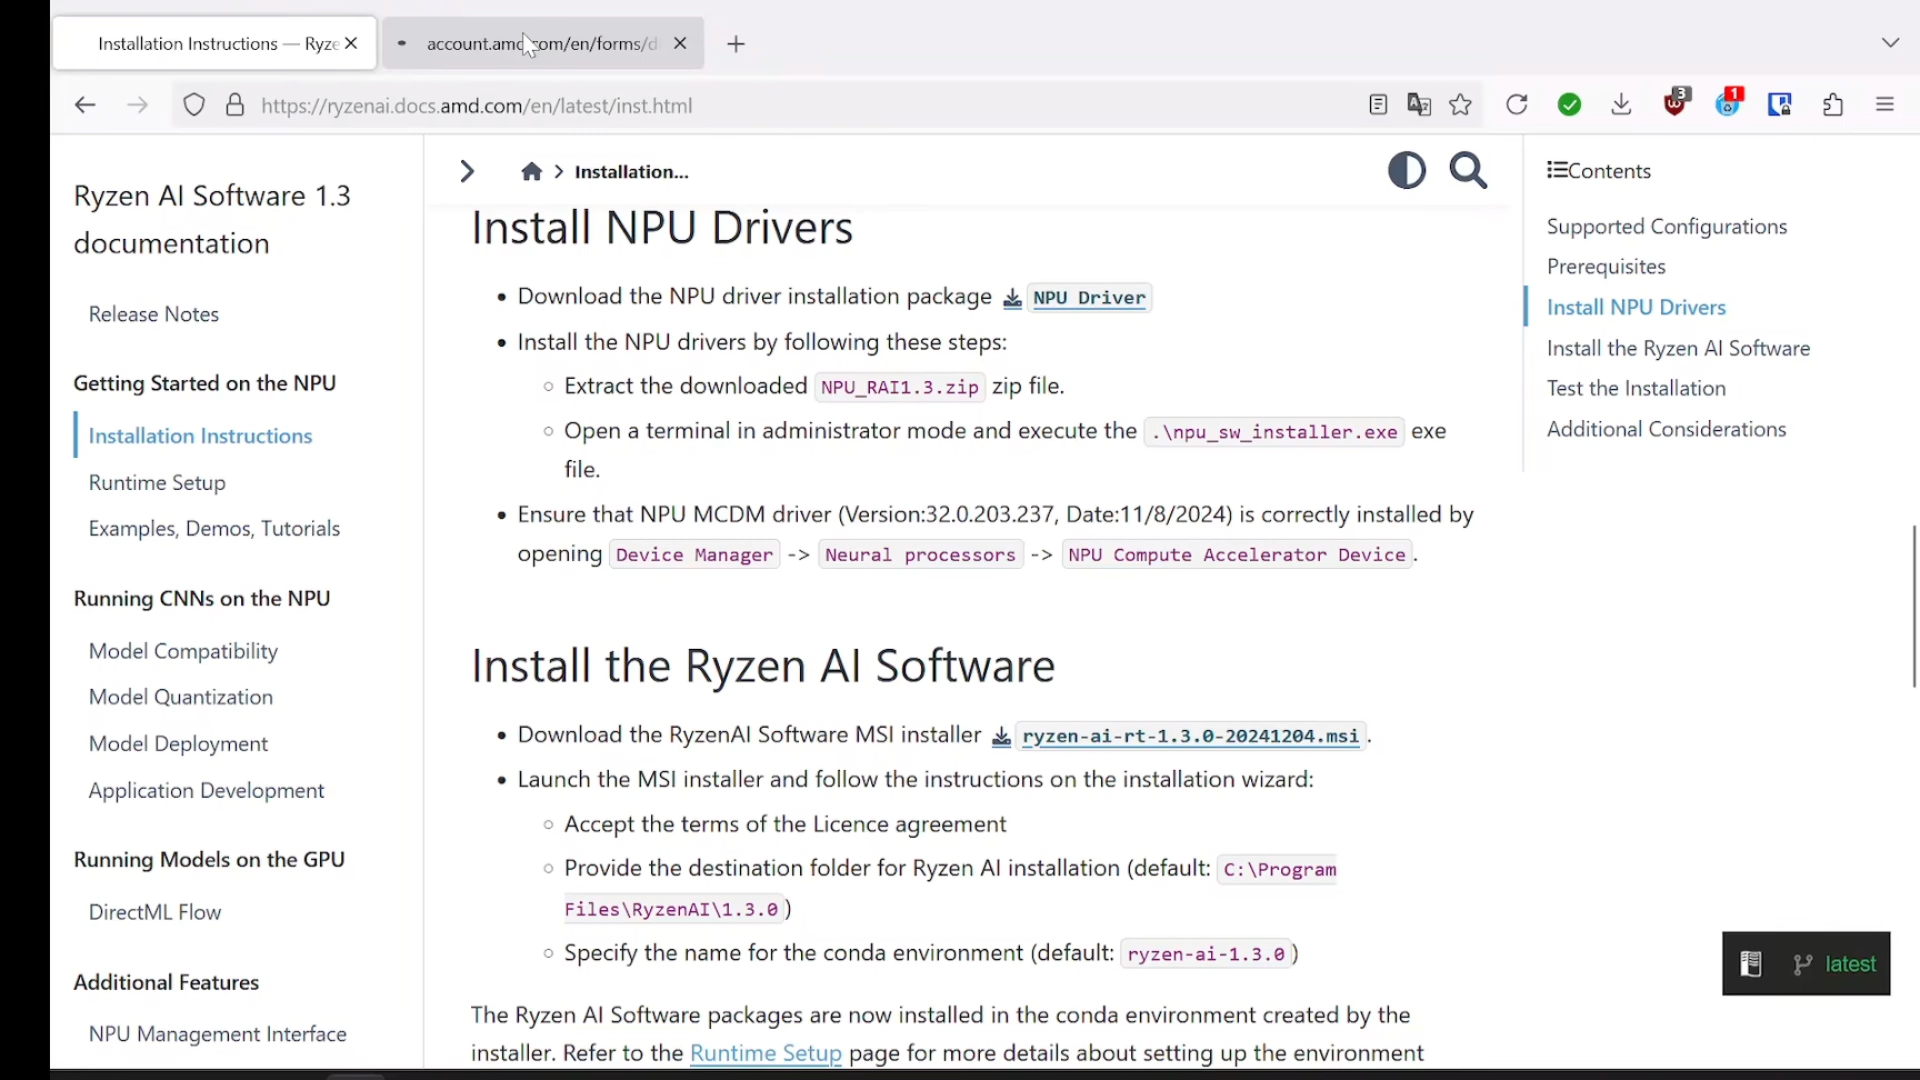 Installation Instructions — Ryze
account.amd.com/en/forms/d
https://ryzenai.docs.amd.com/en/latest/inst.html
3
1
Ryzen AI Software 1.3
documentation
Release Notes
Getting Started on the NPU
Installation Instructions
Runtime Setup
Examples, Demos, Tutorials
Running CNNs on the NPU
Model Compatibility
Model Quantization
Model Deployment
Application Development
Running Models on the GPU
DirectML Flow
Additional Features
NPU Management Interface
Installation...
Install NPU Drivers
• Download the NPU driver installation package NPU Driver
• Install the NPU drivers by following these steps:
◦ Extract the downloaded NPU_RAI1.3.zip zip file.
◦ Open a terminal in administrator mode and execute the .\npu_sw_installer.exe exe
file.
• Ensure that NPU MCDM driver (Version:32.0.203.237, Date:11/8/2024) is correctly installed by
opening Device Manager -> Neural processors -> NPU Compute Accelerator Device.
Install the Ryzen AI Software
• Download the RyzenAI Software MSI installer ryzen-ai-rt-1.3.0-20241204.msi.
• Launch the MSI installer and follow the instructions on the installation wizard:
◦ Accept the terms of the Licence agreement
◦ Provide the destination folder for Ryzen AI installation (default: C:\Program
Files\RyzenAI\1.3.0)
◦ Specify the name for the conda environment (default: ryzen-ai-1.3.0)
The Ryzen AI Software packages are now installed in the conda environment created by the
installer. Refer to the Runtime Setup page for more details about setting up the environment
Contents
Supported Configurations
Prerequisites
Install NPU Drivers
Install the Ryzen AI Software
Test the Installation
Additional Considerations
latest